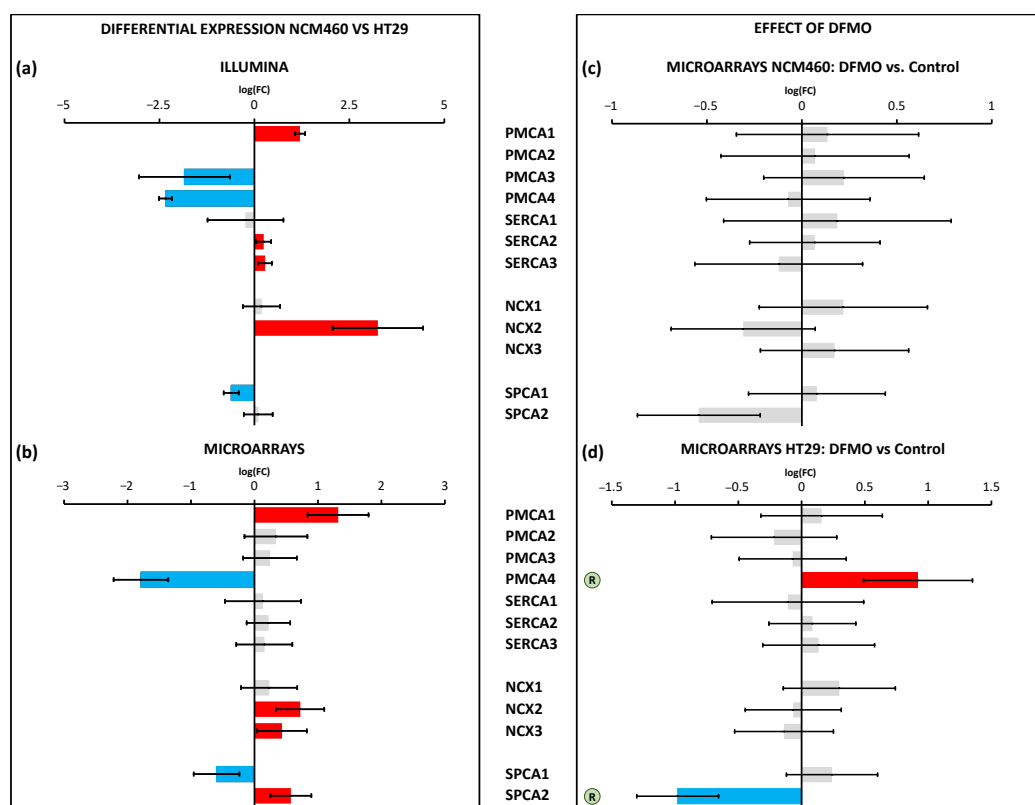 DIFFERENTIAL EXPRESSION NCM460 VS HT29
(a)
ILLUMINA
log(FC)
−5 −2.5 0 2.5 5
EFFECT OF DFMO
(c)
MICROARRAYS NCM460: DFMO vs. Control
log(FC)
−1 −0.5 0 0.5 1
PMCA1
PMCA2
PMCA3
PMCA4
SERCA1
SERCA2
SERCA3
NCX1
NCX2
NCX3
SPCA1
SPCA2
(b)
MICROARRAYS
log(FC)
−3 −2 −1 0 1 2 3
(d)
MICROARRAYS HT29: DFMO vs Control
log(FC)
−1.5 −1 −0.5 0 0.5 1 1.5
PMCA1
PMCA2
PMCA3
PMCA4 R
SERCA1
SERCA2
SERCA3
NCX1
NCX2
NCX3
SPCA1
SPCA2 R